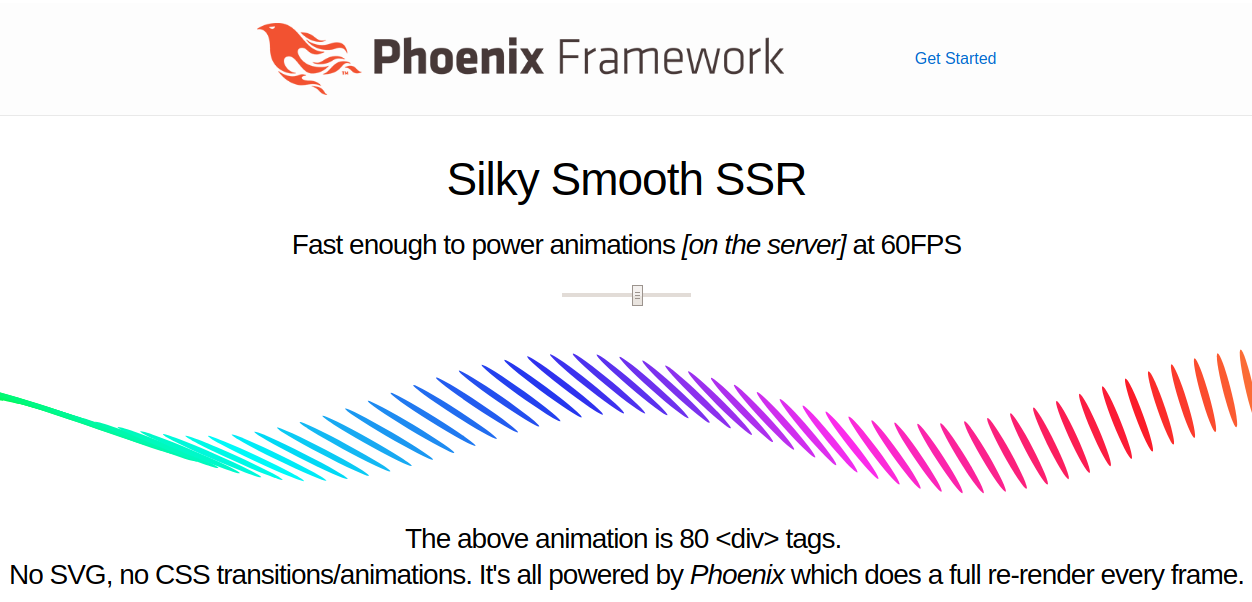 Phoenix Framework
TM
Get Started
Silky Smooth SSR
Fast enough to power animations [on the server] at 60FPS
The above animation is 80 <div> tags.
No SVG, no CSS transitions/animations. It's all powered by Phoenix which does a full re-render every frame.